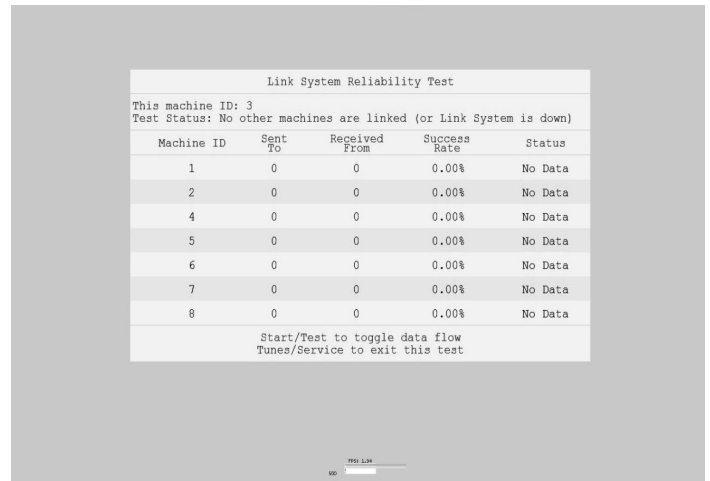 Link System Reliability Test
This machine ID: 3
Test Status: No other machines are linked (or Link System is down)
Machine ID Sent To Received From Success Rate Status
1 0 0 0.00% No Data
2 0 0 0.00% No Data
4 0 0 0.00% No Data
5 0 0 0.00% No Data
6 0 0 0.00% No Data
7 0 0 0.00% No Data
8 0 0 0.00% No Data
Start/Test to toggle data flow
Tunes/Service to exit this test
FPS: 1.04
600